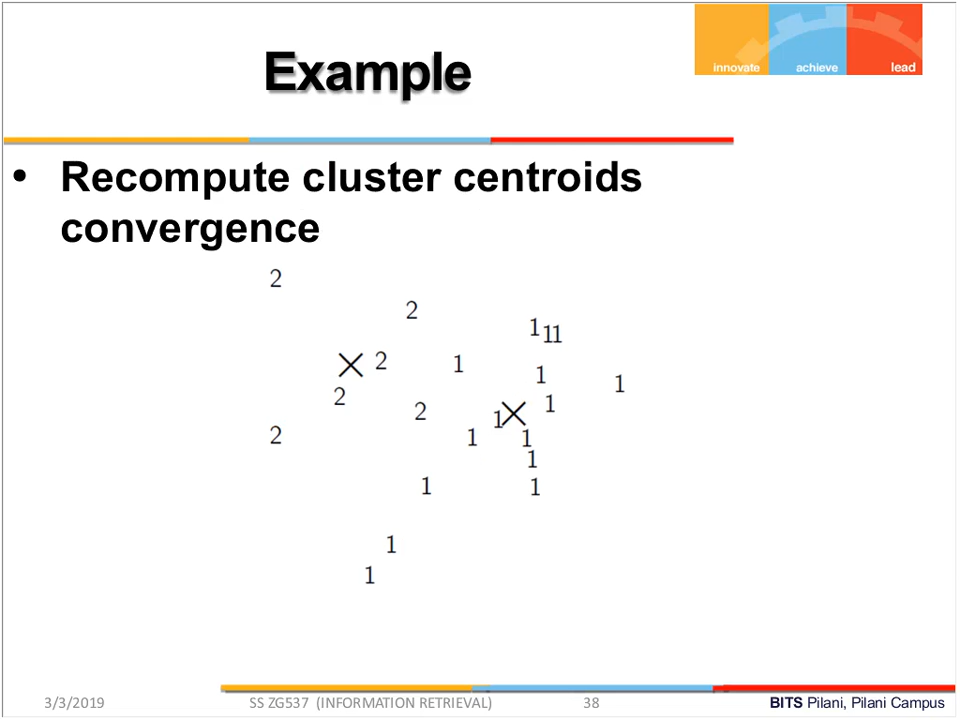 innovate achieve lead
Example
• Recompute cluster centroids
convergence
2
2
1 1 1
2 1 1 1
2 2 1 1
2 1 1
1
1 1
1
1
3/3/2019 SS ZG537 (INFORMATION RETRIEVAL) 38 BITS Pilani, Pilani Campus